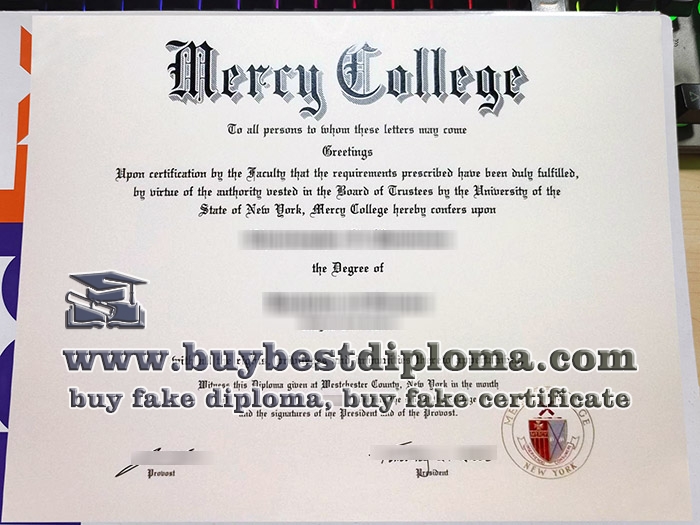 Mercy College
To all persons to whom these letters may come
Greetings
Upon certification by the Faculty that the requirements prescribed have been duly fulfilled,
by virtue of the authority vested in the Board of Trustees by the University of the
State of New York, Mercy College hereby confers upon
the Degree of
www.buybestdiploma.com
Witness this Diploma given at Westchester County, New York in the month
buy fake diploma, buy fake certificate
and the signatures of the President and of the Provost.
Provost
President
NEW YORK